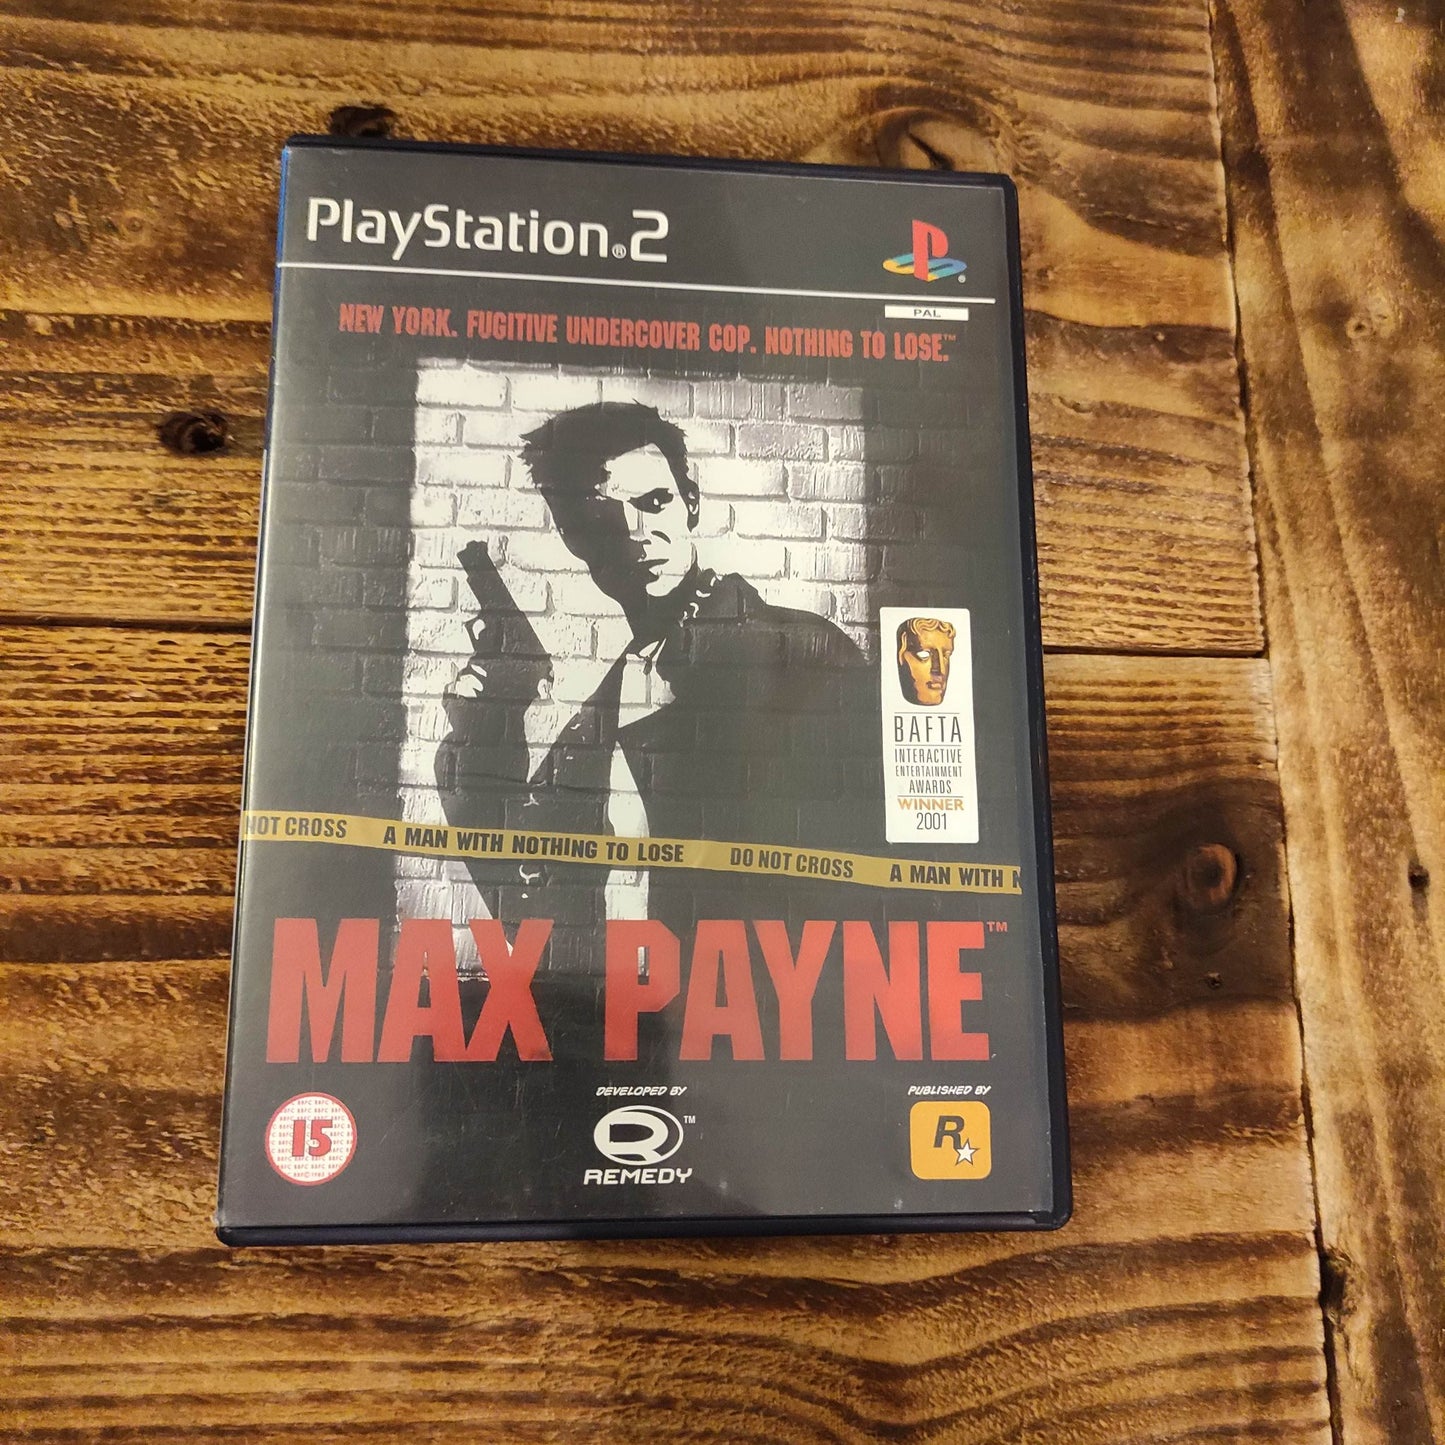 PlayStation®2
PAL
NEW YORK. FUGITIVE UNDERCOVER COP. NOTHING TO LOSE.™
BAFTA
INTERACTIVE
ENTERTAINMENT
AWARDS
WINNER
2001
NOT CROSS A MAN WITH NOTHING TO LOSE DO NOT CROSS A MAN WITH
MAX PAYNE™
15
DEVELOPED BY
R™
REMEDY
PUBLISHED BY
R